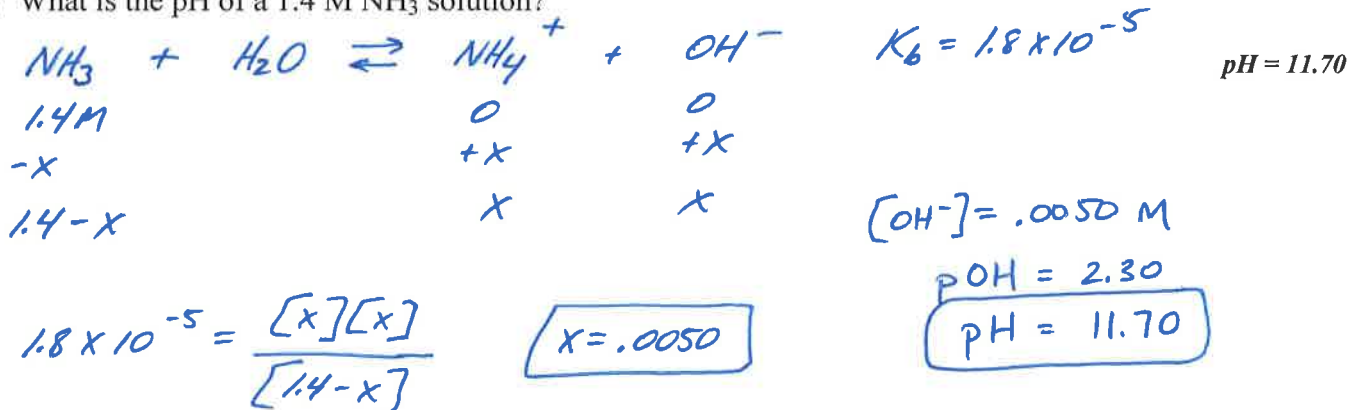 What is the pH of a 1.4 M NH3 solution?
NH3 + H2O ⇌ NH4+ + OH- Kb = 1.8 x 10-5
pH = 11.70
1.4M 0 0
-x +x +x
1.4-x x x
[OH-] = .0050 M
pOH = 2.30
pH = 11.70
1.8 x 10-5 = [x][x] / [1.4-x]
x = .0050